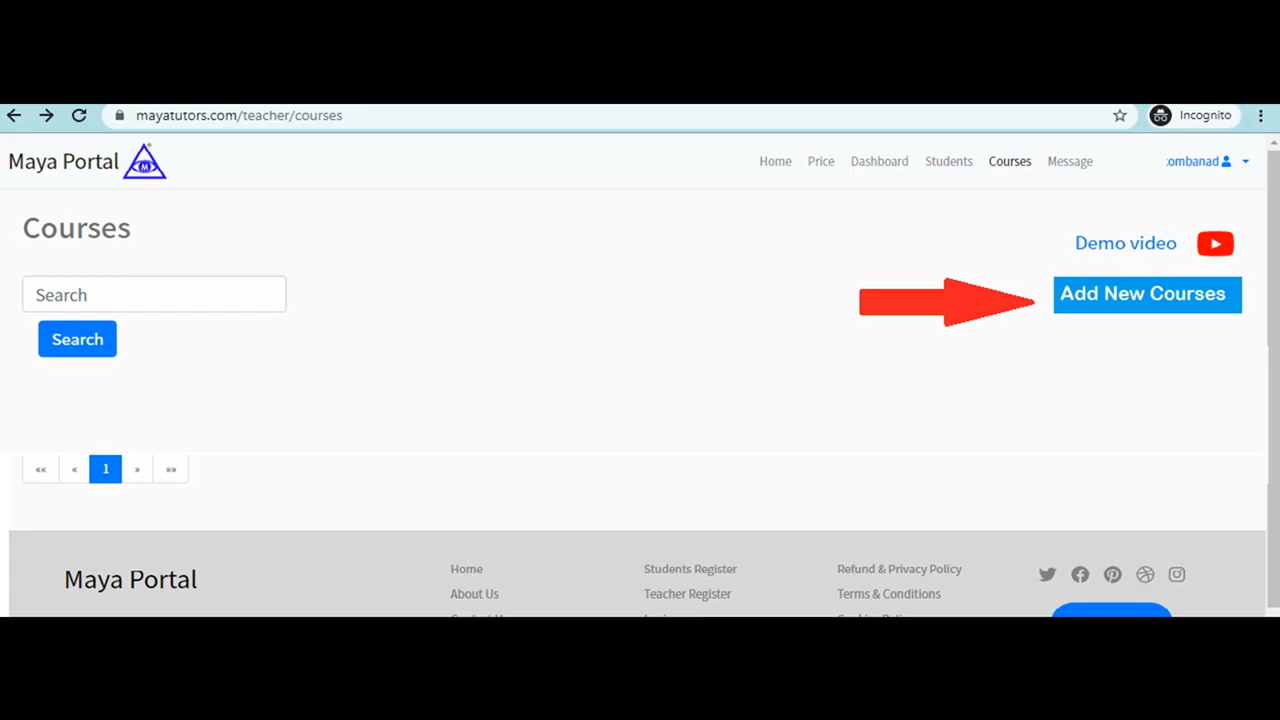 mayatutors.com/teacher/courses
Incognito
Maya Portal
M
Home Price Dashboard Students Courses Message
:ombanad
Courses
Demo video
Search
Add New Courses
Search
«« « 1 » »»
Maya Portal
Home Students Register Refund & Privacy Policy
About Us Teacher Register Terms & Conditions